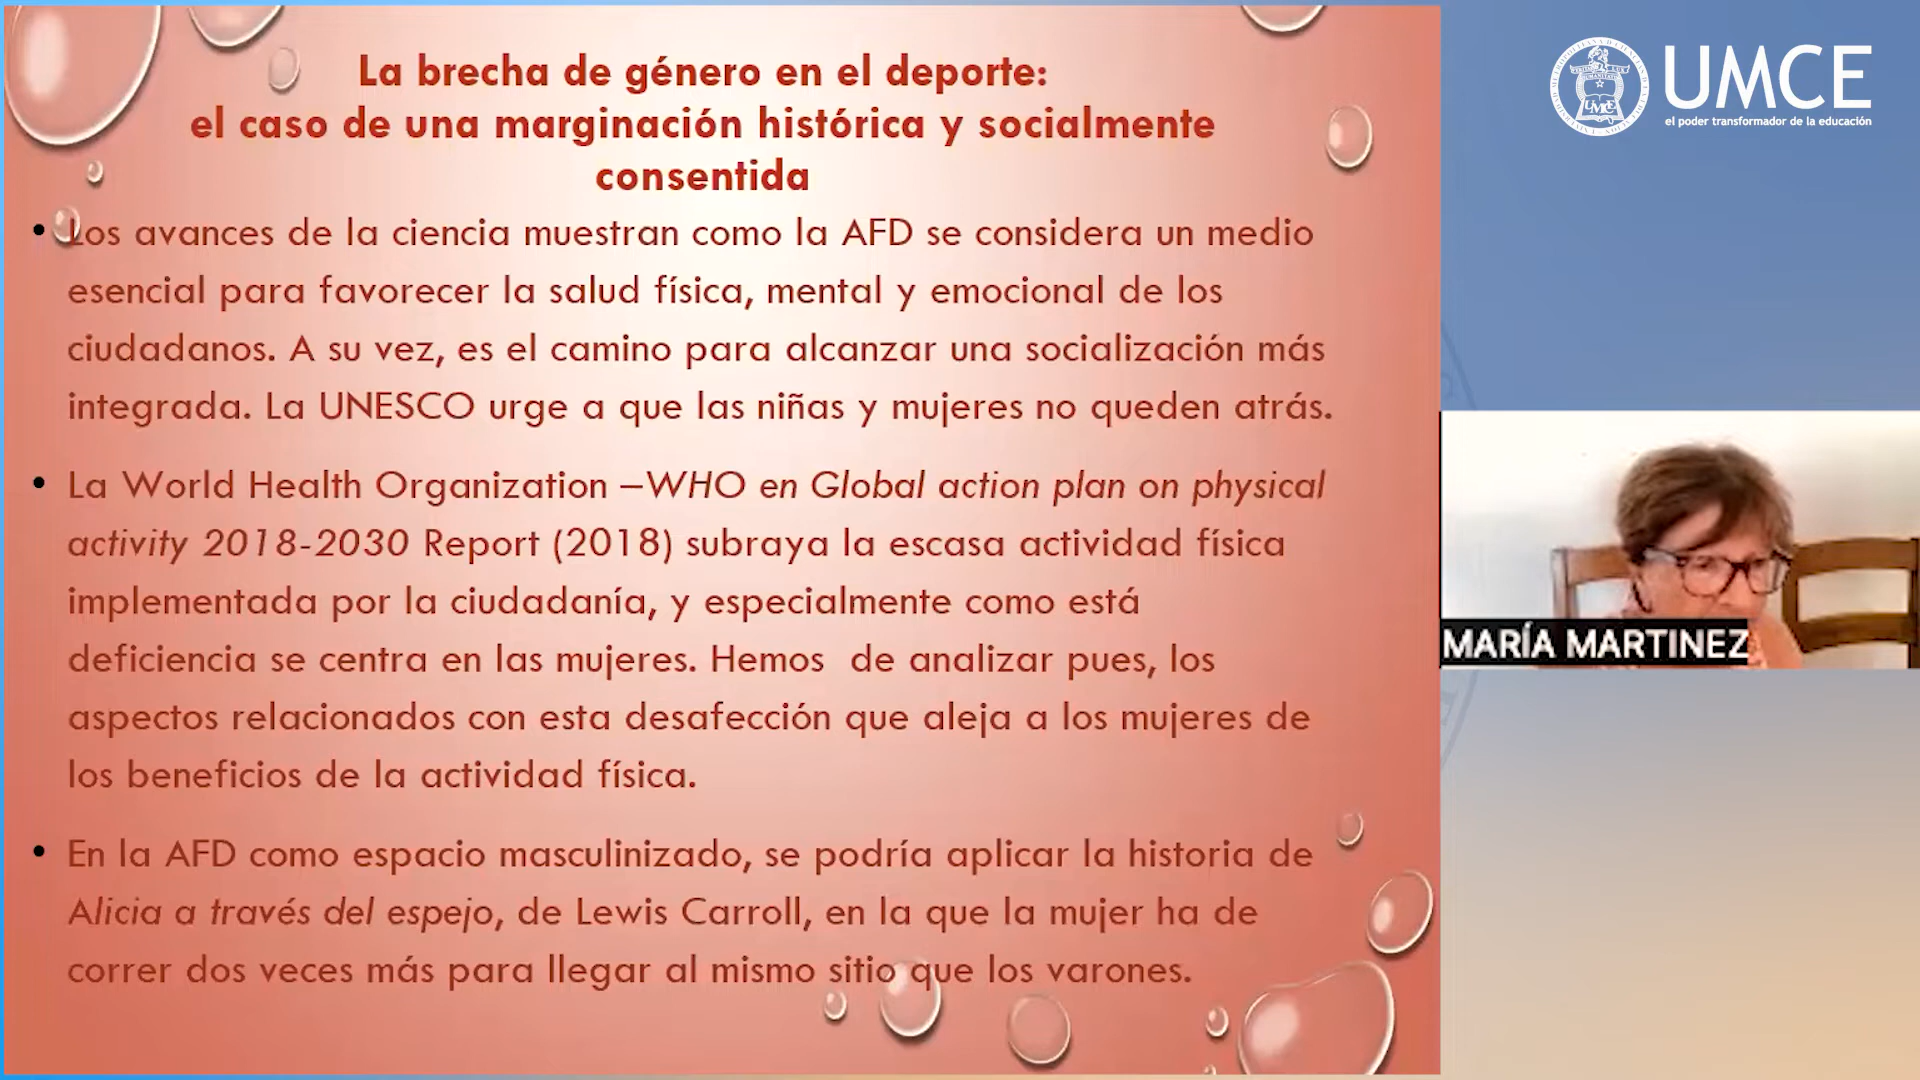 La brecha de género en el deporte:
el caso de una marginación histórica y socialmente
consentida
• Los avances de la ciencia muestran como la AFD se considera un medio
esencial para favorecer la salud física, mental y emocional de los
ciudadanos. A su vez, es el camino para alcanzar una socialización más
integrada. La UNESCO urge a que las niñas y mujeres no queden atrás.
• La World Health Organization –WHO en Global action plan on physical
activity 2018-2030 Report (2018) subraya la escasa actividad física
implementada por la ciudadanía, y especialmente como está
deficiencia se centra en las mujeres. Hemos de analizar pues, los
aspectos relacionados con esta desafección que aleja a los mujeres de
los beneficios de la actividad física.
• En la AFD como espacio masculinizado, se podría aplicar la historia de
Alicia a través del espejo, de Lewis Carroll, en la que la mujer ha de
correr dos veces más para llegar al mismo sitio que los varones.
UMCE
el poder transformador de la educación
MARÍA MARTINEZ